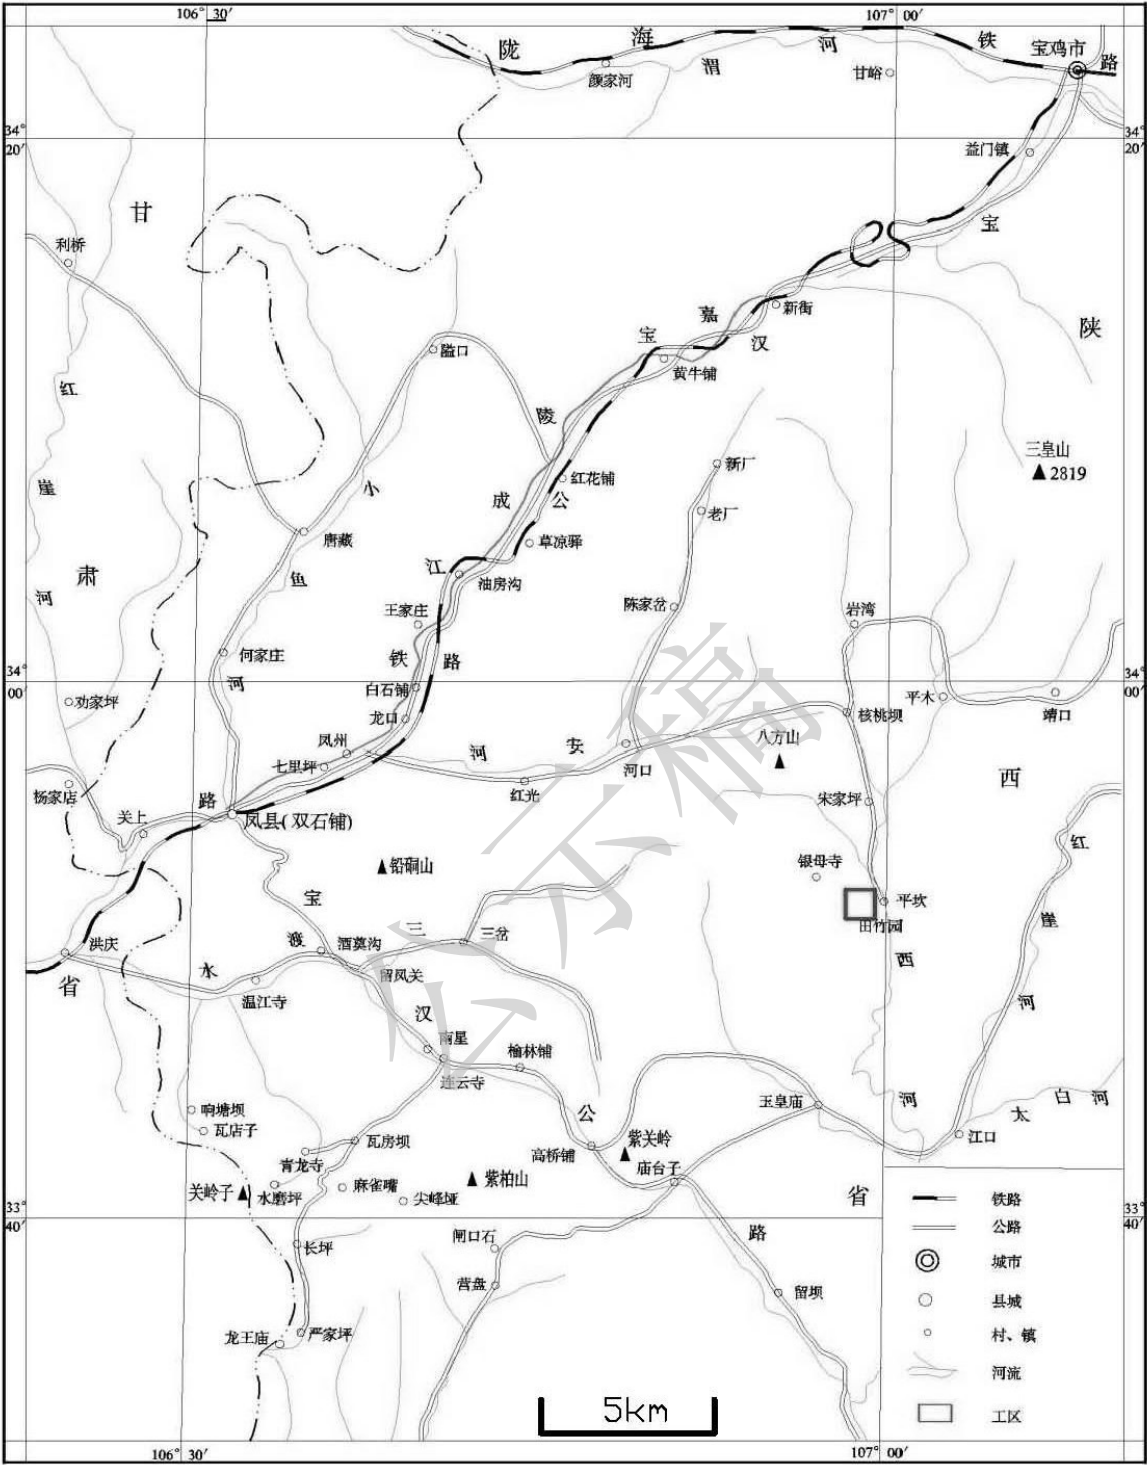 106° 30′
107° 00′
陇 海 河 铁
宝鸡市
路
渭
颜家河
甘峪
34°
20′
34°
20′
益门镇
甘
宝
利桥
新街
嘉
陕
宝
汉
隘口
黄牛铺
红
陵
三皇山
2819
新厂
红花铺
崖
小
成
公
老厂
唐藏
草凉驿
肃
鱼
江
油房沟
河
王家庄
陈家岔
岩湾
何家庄
铁
路
34°
00′
34°
00′
河
白石铺
劝家坪
平木
靖口
龙口
核桃坝
凤州
河
安
八方山
七里坪
河口
西
杨家店
红光
路
宋家坪
关上
凤县(双石铺)
红
铅硐山
银母寺
宝
平坎
三
田竹园
崖
洪庆
渡
酒奠沟
三岔
西
水
省
留凤关
温江寺
河
汉
南星
榆林铺
连云寺
公
玉皇庙
河
太
白
河
响塘坝
瓦店子
瓦房坝
紫关岭
江口
高桥铺
青龙寺
庙台子
紫柏山
关岭子
水磨坪
麻雀嘴
尖峰垭
省
33°
40′
33°
40′
铁路
闸口石
路
公路
长坪
城市
营盘
留坝
县城
龙王庙
严家坪
村、镇
河流
5km
工区
106° 30′
107° 00′
公示稿